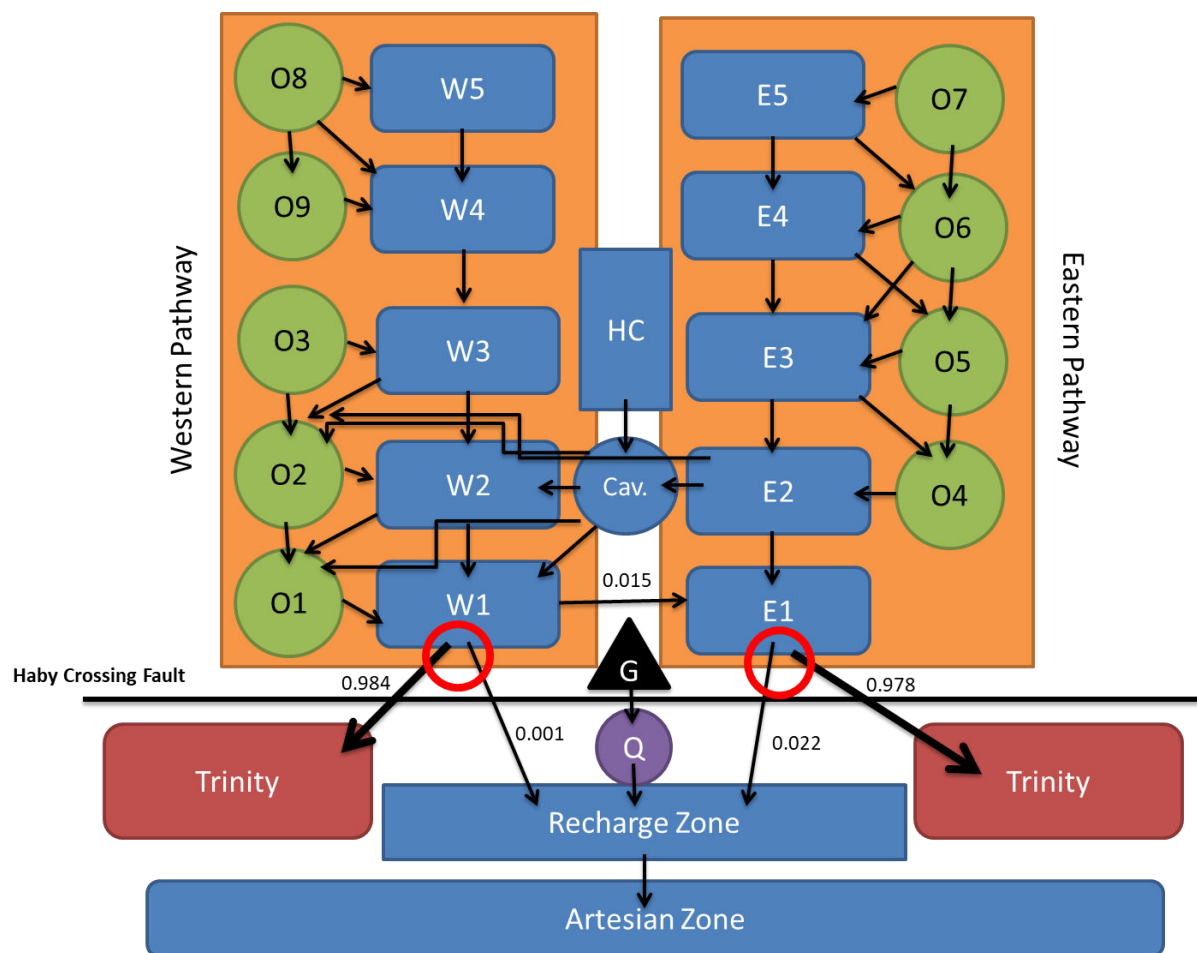 O8
W5
E5
O7
O9
W4
E4
O6
Western Pathway
Eastern Pathway
O3
W3
HC
E3
O5
O2
W2
Cav.
E2
O4
O1
W1
0.015
E1
G
Haby Crossing Fault
0.984
0.978
0.001
Q
0.022
Trinity
Trinity
Recharge Zone
Artesian Zone